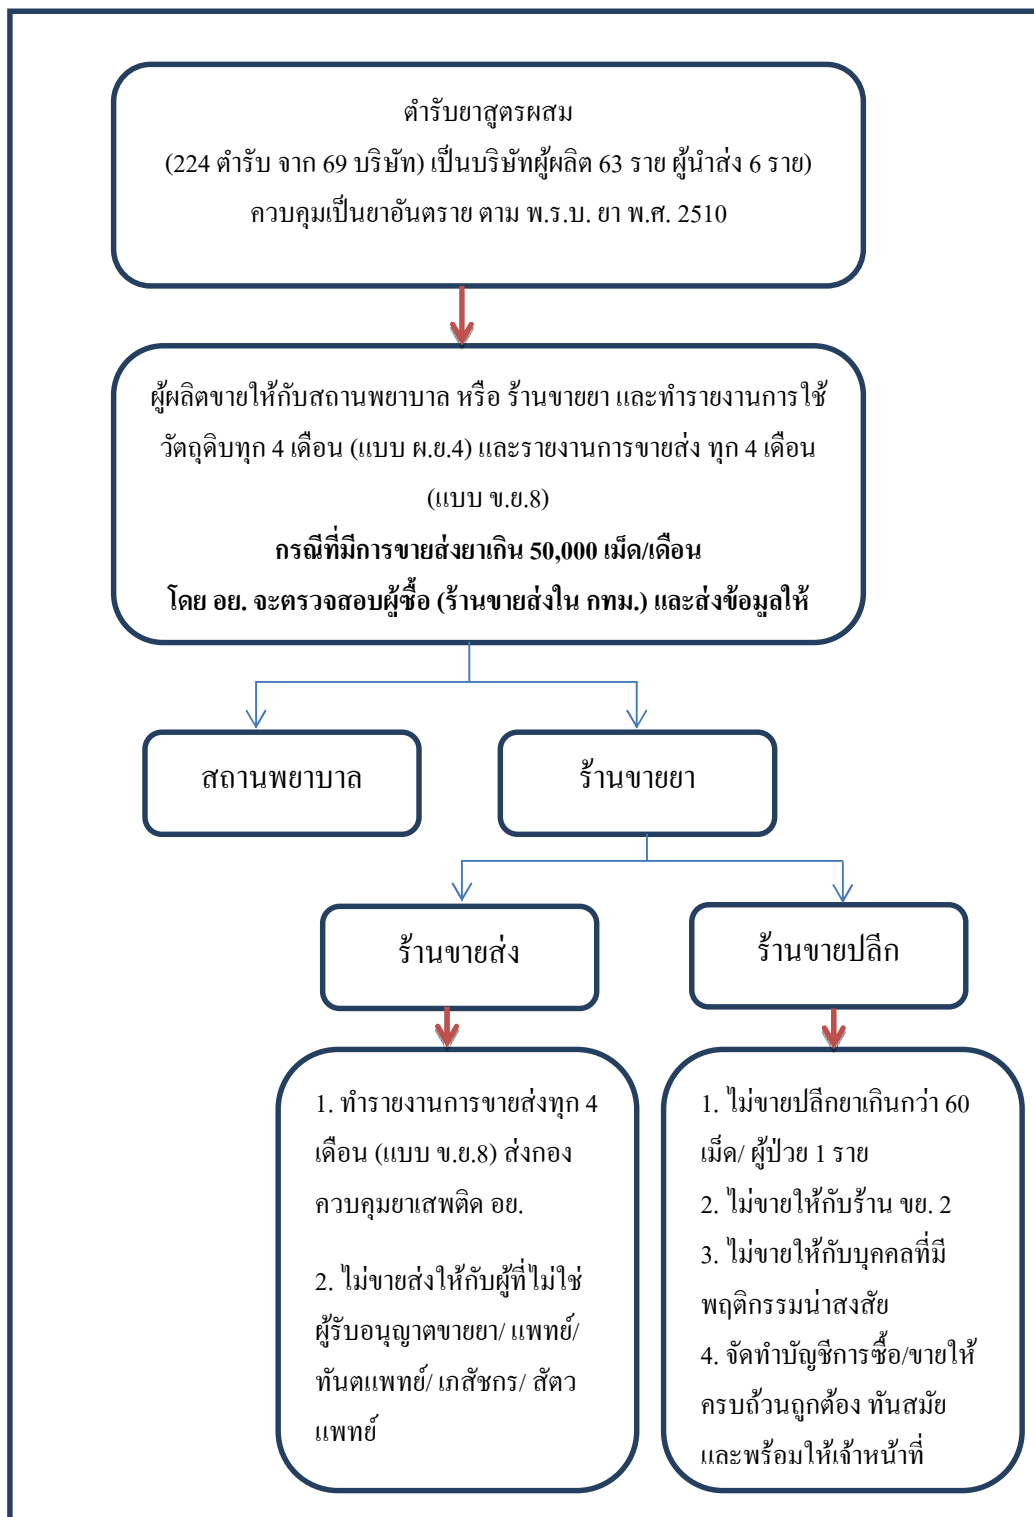 ตำรับยาสูตรผสม
(224 ตำรับ จาก 69 บริษัท) เป็นบริษัทผู้ผลิต 63 ราย ผู้นำส่ง 6 ราย)
ควบคุมเป็นยาอันตราย ตาม พ.ร.บ. ยา พ.ศ. 2510
ผู้ผลิตขายให้กับสถานพยาบาล หรือ ร้านขายยา และทำรายงานการใช้
วัตถุดิบทุก 4 เดือน (แบบ ผ.ย.4) และรายงานการขายส่ง ทุก 4 เดือน
(แบบ ข.ย.8)
กรณีที่มีการขายส่งยาเกิน 50,000 เม็ด/เดือน
โดย อย. จะตรวจสอบผู้ซื้อ (ร้านขายส่งใน กทม.) และส่งข้อมูลให้
สถานพยาบาล
ร้านขายยา
ร้านขายส่ง
ร้านขายปลีก
1. ทำรายงานการขายส่งทุก 4
เดือน (แบบ ข.ย.8) ส่งกอง
ควบคุมยาเสพติด อย.
2. ไม่ขายส่งให้กับผู้ที่ไม่ใช่
ผู้รับอนุญาตขายยา/ แพทย์/
ทันตแพทย์/ เภสัชกร/ สัตว
แพทย์
1. ไม่ขายปลีกยาเกินกว่า 60
เม็ด/ ผู้ป่วย 1 ราย
2. ไม่ขายให้กับร้าน ขย. 2
3. ไม่ขายให้กับบุคคลที่มี
พฤติกรรมน่าสงสัย
4. จัดทำบัญชีการซื้อ/ขายให้
ครบถ้วนถูกต้อง ทันสมัย
และพร้อมให้เจ้าหน้าที่